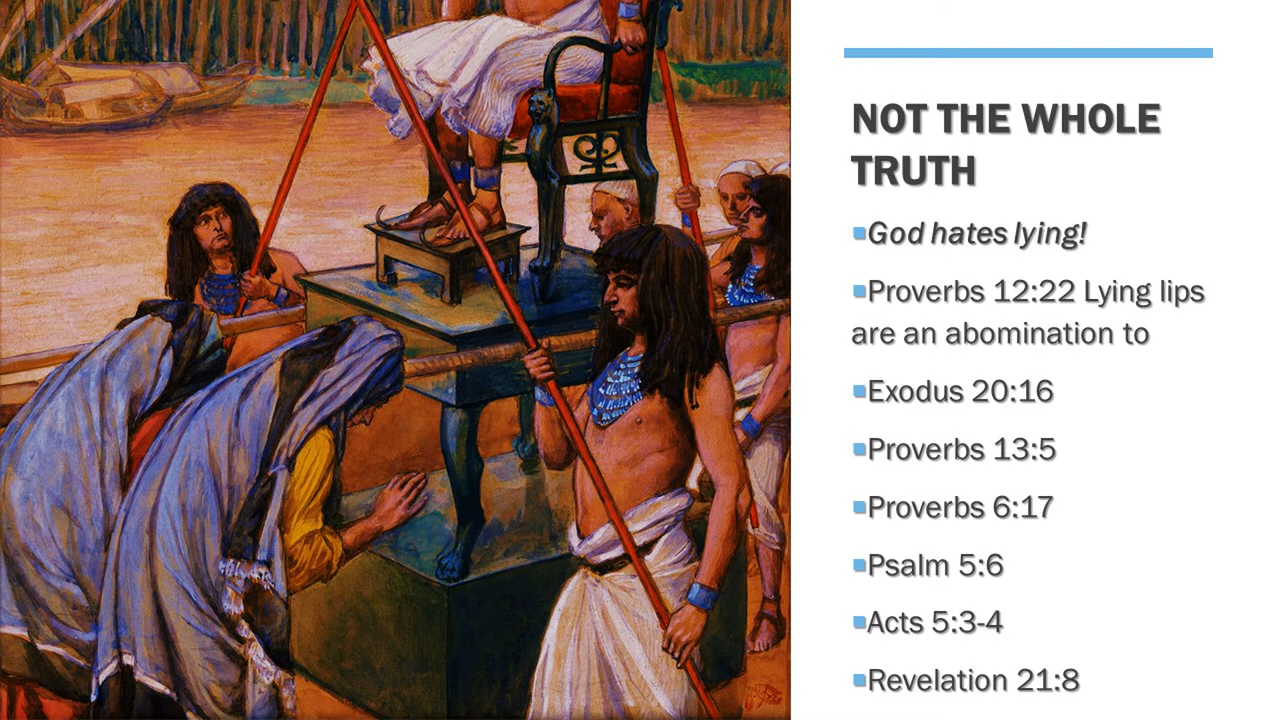 NOT THE WHOLE
TRUTH
▪God hates lying!
▪Proverbs 12:22 Lying lips
are an abomination to
▪Exodus 20:16
▪Proverbs 13:5
▪Proverbs 6:17
▪Psalm 5:6
▪Acts 5:3-4
▪Revelation 21:8